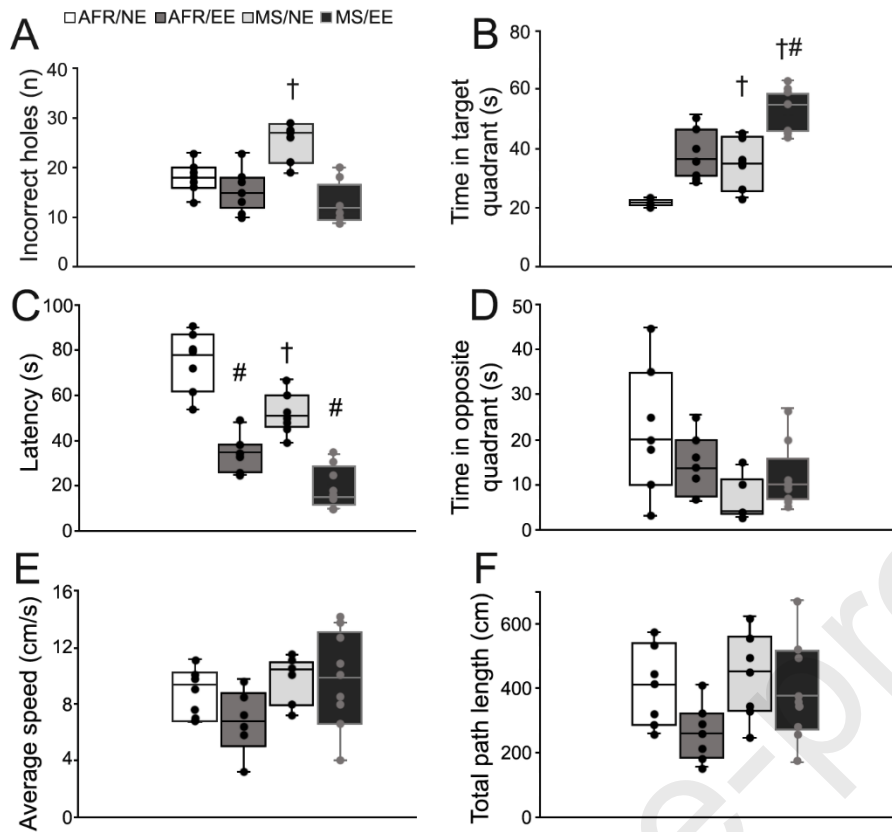 AFR/NE AFR/EE MS/NE MS/EE
A
Incorrect holes (n)
40
30
20
10
0
†
B
Time in target
quadrant (s)
80
60
40
20
0
†
†#
C
Latency (s)
100
80
60
40
20
0
#
†
#
D
Time in opposite
quadrant (s)
50
40
30
20
10
0
E
Average speed (cm/s)
16
12
8
4
0
F
Total path length (cm)
600
400
200
0
e-pr